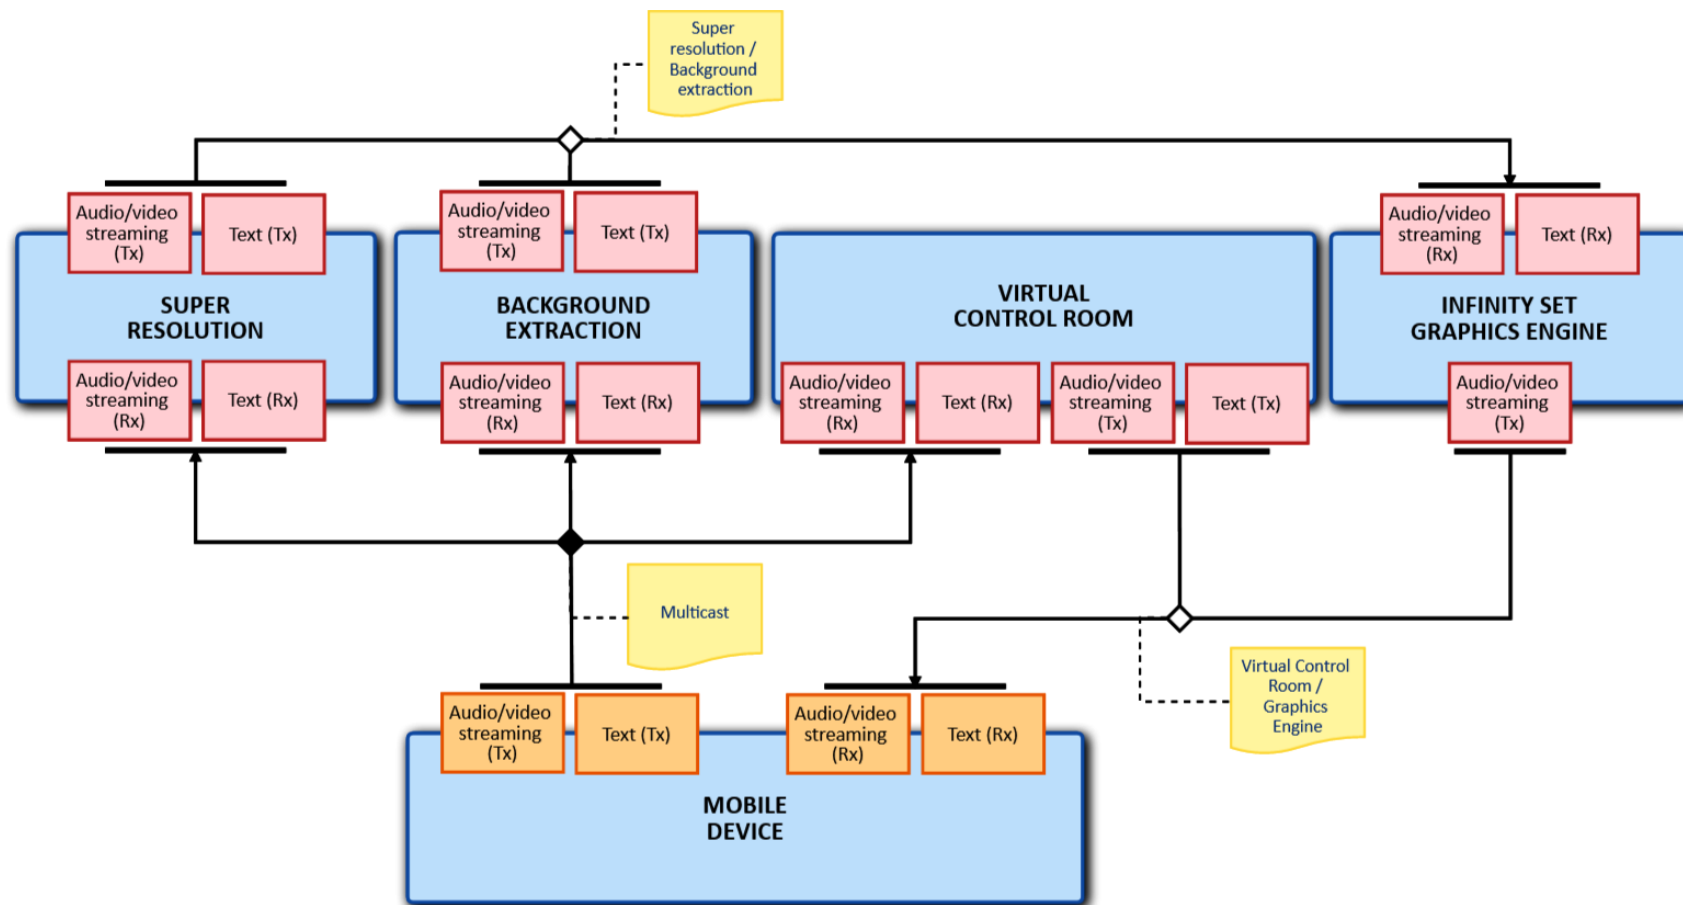 Super
resolution /
Background
extraction
Audio/video
streaming
(Tx)
Text (Tx)
Audio/video
streaming
(Tx)
Text (Tx)
Audio/video
streaming
(Rx)
Text (Rx)
SUPER
RESOLUTION
BACKGROUND
EXTRACTION
VIRTUAL
CONTROL ROOM
INFINITY SET
GRAPHICS ENGINE
Audio/video
streaming
(Rx)
Text (Rx)
Audio/video
streaming
(Rx)
Text (Rx)
Audio/video
streaming
(Rx)
Text (Rx)
Audio/video
streaming
(Tx)
Text (Tx)
Audio/video
streaming
(Tx)
Multicast
Virtual Control
Room /
Graphics
Engine
Audio/video
streaming
(Tx)
Text (Tx)
Audio/video
streaming
(Rx)
Text (Rx)
MOBILE
DEVICE